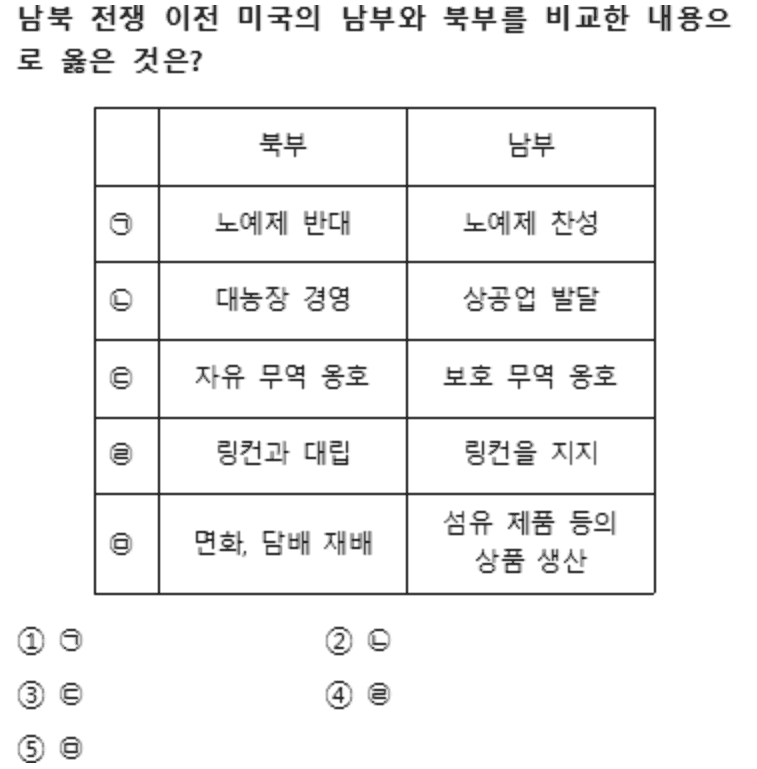 남북 전쟁 이전 미국의 남부와 북부를 비교한 내용으
로 옳은 것은?
북부 남부
㉠ 노예제 반대 노예제 찬성
㉡ 대농장 경영 상공업 발달
㉢ 자유 무역 옹호 보호 무역 옹호
㉣ 링컨과 대립 링컨을 지지
㉤ 면화, 담배 재배 섬유 제품 등의
상품 생산
① ㉠ ② ㉡
③ ㉢ ④ ㉣
⑤ ㉤